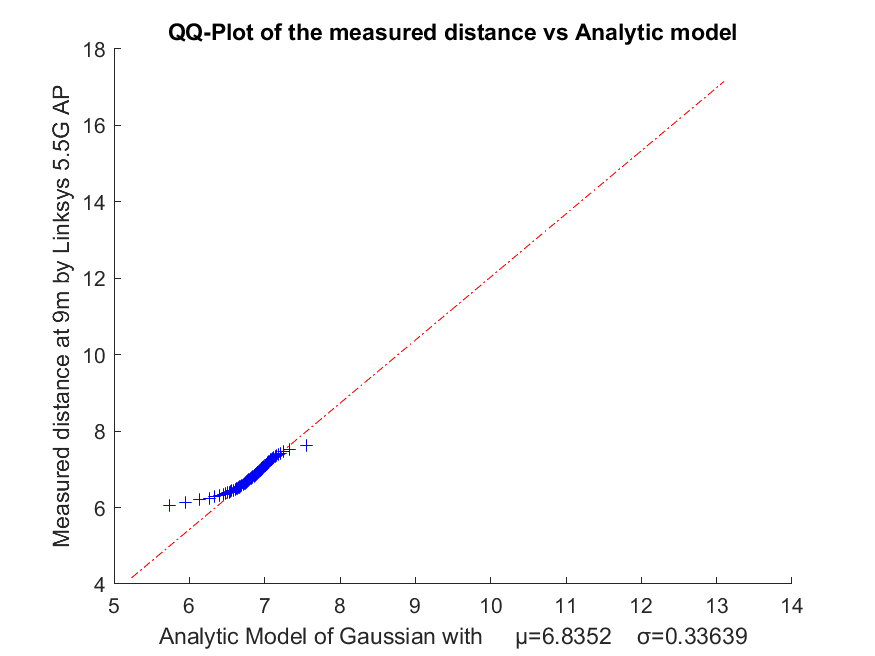 QQ-Plot of the measured distance vs Analytic model
18
16
14
12
10
8
6
4
Measured distance at 9m by Linksys 5.5G AP
5 6 7 8 9 10 11 12 13 14
Analytic Model of Gaussian with μ=6.8352 σ=0.33639